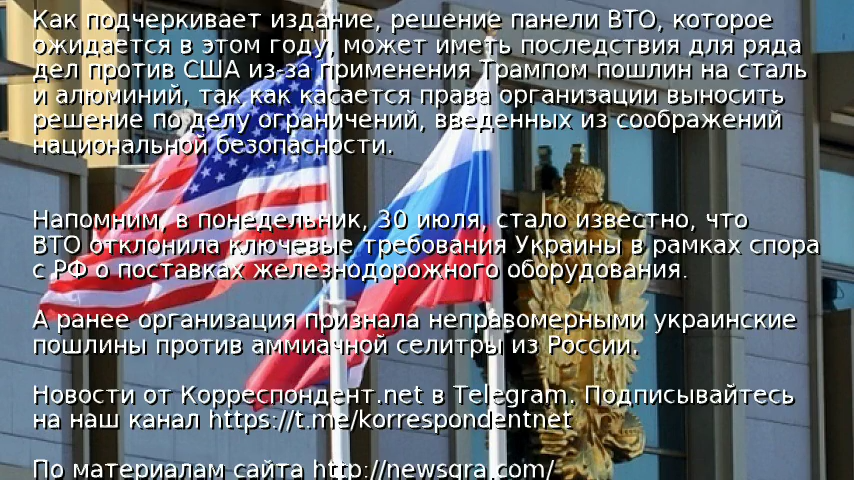 Как подчеркивает издание, решение панели ВТО, которое
ожидается в этом году, может иметь последствия для ряда
дел против США из-за применения Трампом пошлин на сталь
и алюминий, так как касается права организации выносить
решение по делу ограничений, введенных из соображений
национальной безопасности.
Напомним, в понедельник, 30 июля, стало известно, что
ВТО отклонила ключевые требования Украины в рамках спора
с РФ о поставках железнодорожного оборудования.
А ранее организация признала неправомерными украинские
пошлины против аммиачной селитры из России.
Новости от Корреспондент.net в Telegram. Подписывайтесь
на наш канал https://t.me/korrespondentnet
По материалам сайта http://newsgra.com/